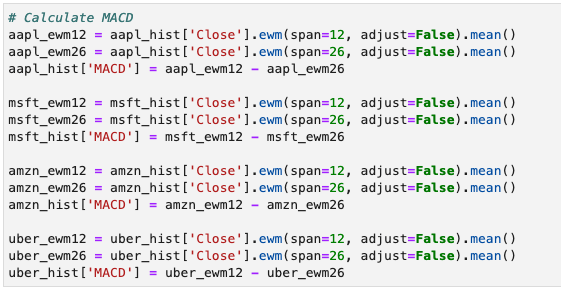 # Calculate MACD
aapl_ewm12 = aapl_hist['Close'].ewm(span=12, adjust=False).mean()
aapl_ewm26 = aapl_hist['Close'].ewm(span=26, adjust=False).mean()
aapl_hist['MACD'] = aapl_ewm12 - aapl_ewm26

msft_ewm12 = msft_hist['Close'].ewm(span=12, adjust=False).mean()
msft_ewm26 = msft_hist['Close'].ewm(span=26, adjust=False).mean()
msft_hist['MACD'] = msft_ewm12 - msft_ewm26

amzn_ewm12 = amzn_hist['Close'].ewm(span=12, adjust=False).mean()
amzn_ewm26 = amzn_hist['Close'].ewm(span=26, adjust=False).mean()
amzn_hist['MACD'] = amzn_ewm12 - amzn_ewm26

uber_ewm12 = uber_hist['Close'].ewm(span=12, adjust=False).mean()
uber_ewm26 = uber_hist['Close'].ewm(span=26, adjust=False).mean()
uber_hist['MACD'] = uber_ewm12 - uber_ewm26